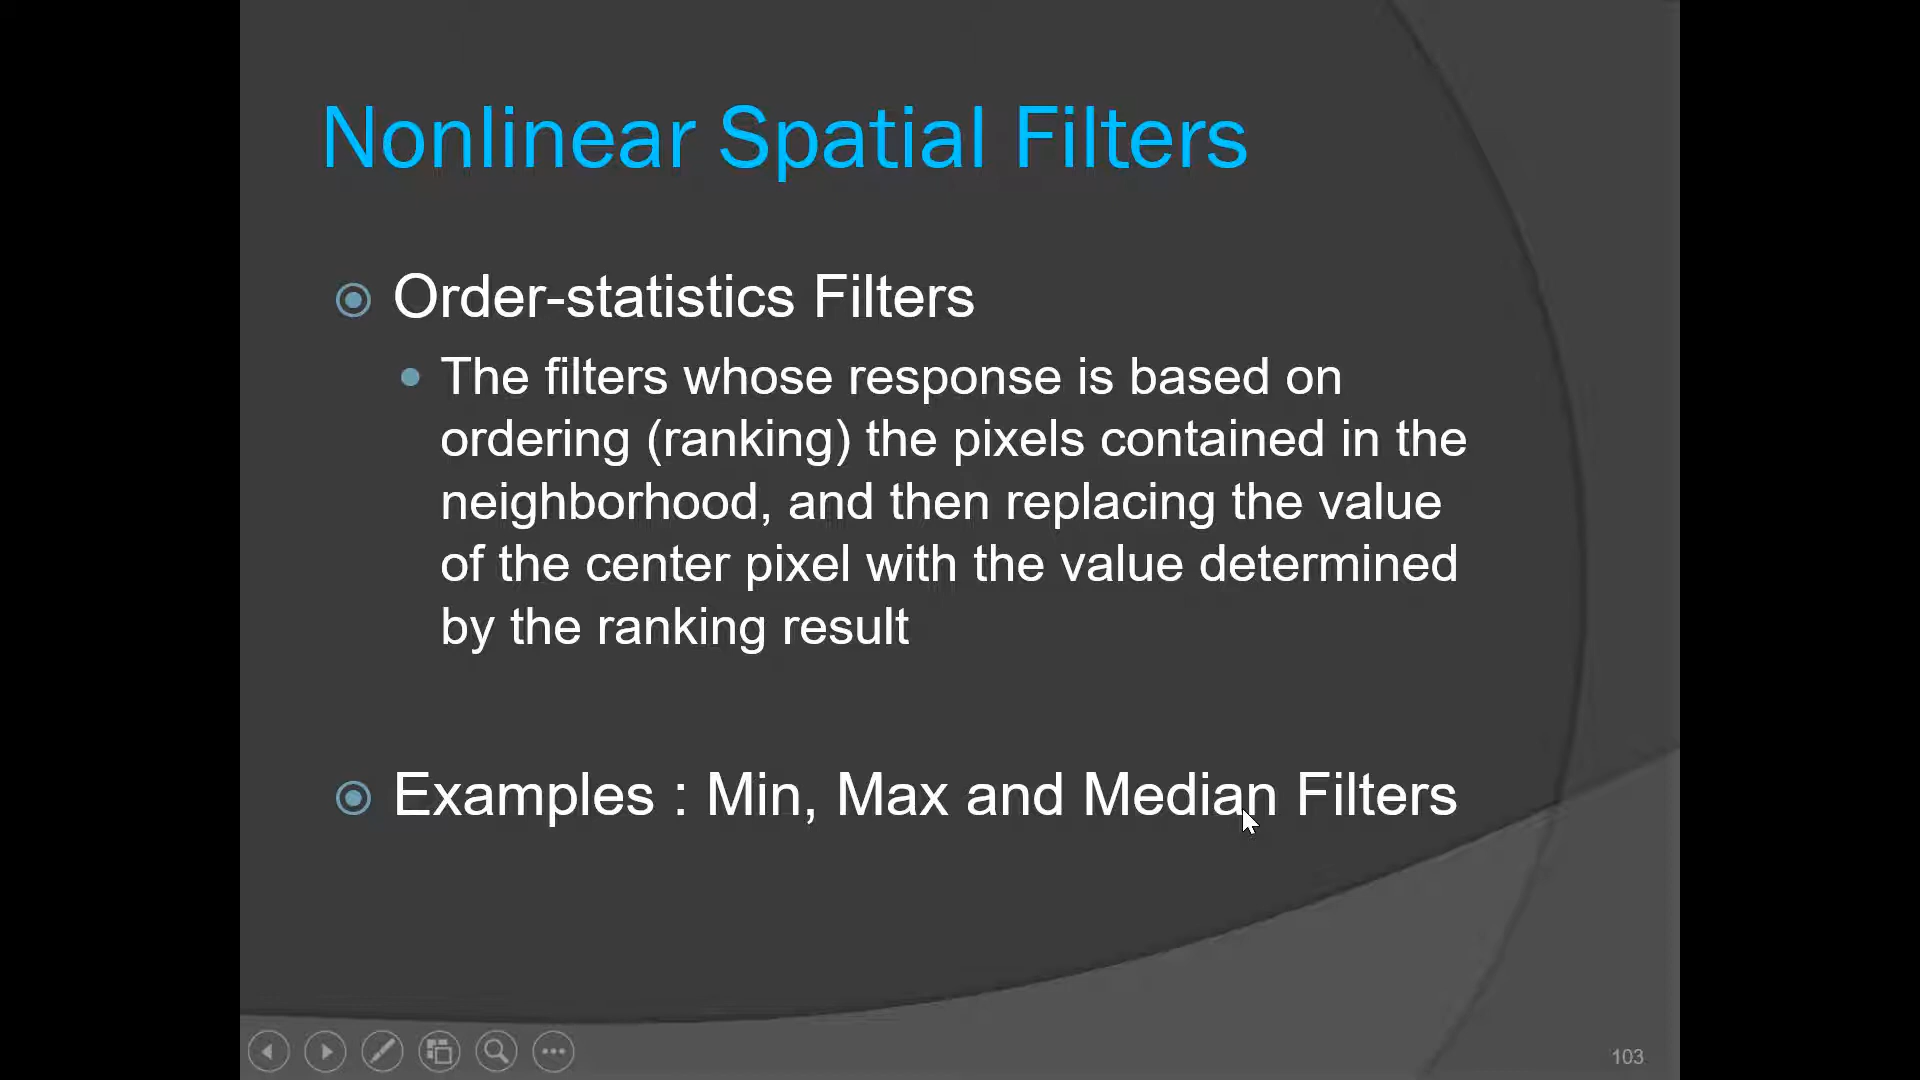 Nonlinear Spatial Filters
Order-statistics Filters
The filters whose response is based on
ordering (ranking) the pixels contained in the
neighborhood, and then replacing the value
of the center pixel with the value determined
by the ranking result
Examples : Min, Max and Median Filters
103